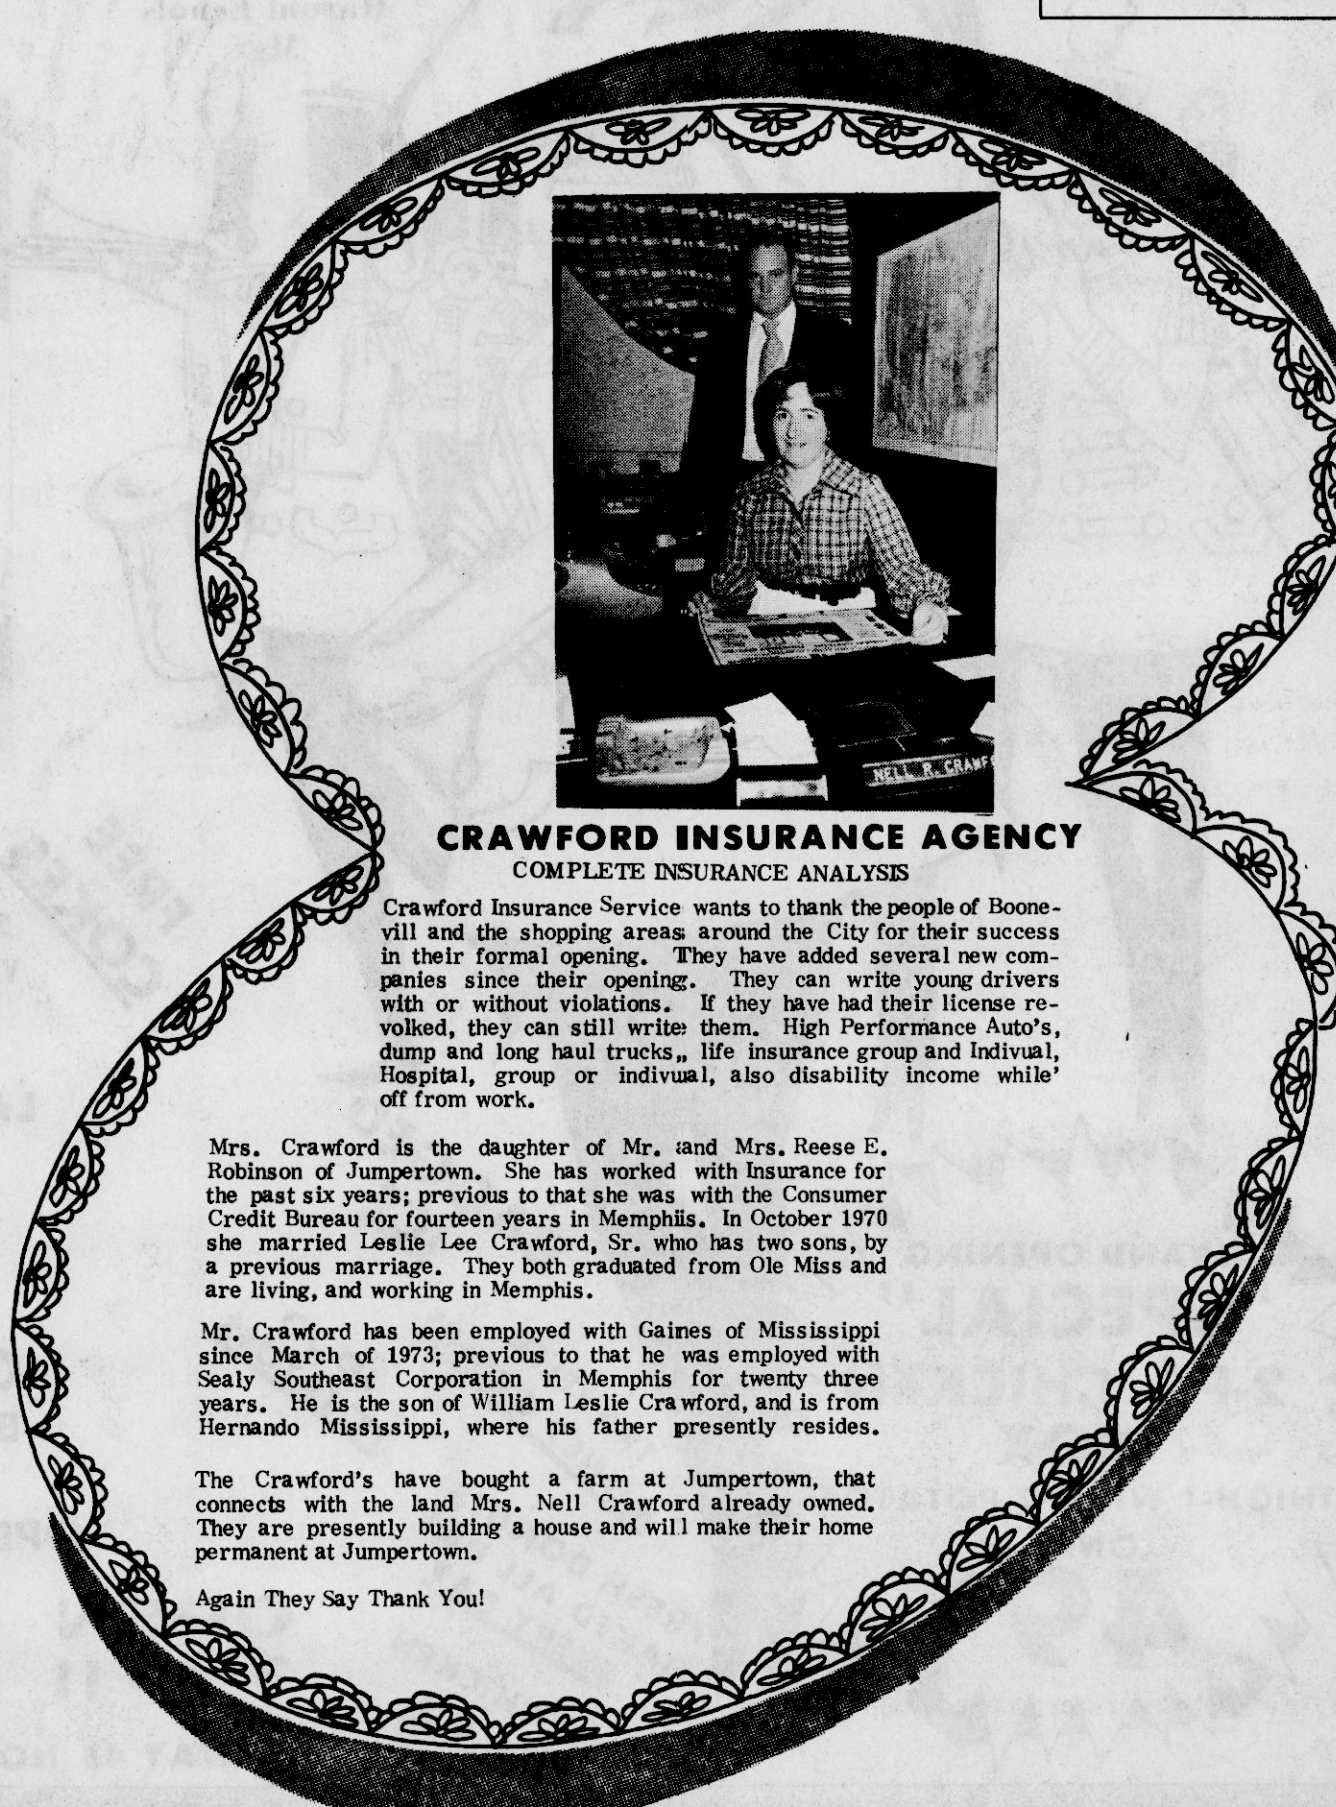 NELL R. CRAWF
CRAWFORD INSURANCE AGENCY
COMPLETE INSURANCE ANALYSIS
Crawford Insurance Service wants to thank the people of Boone-
vill and the shopping areas around the City for their success
in their formal opening. They have added several new com-
panies since their opening. They can write young drivers
with or without violations. If they have had their license re-
volked, they can still write them. High Performance Auto's,
dump and long haul trucks,, life insurance group and Indivual,
Hospital, group or indivual, also disability income while'
off from work.
Mrs. Crawford is the daughter of Mr. and Mrs. Reese E.
Robinson of Jumpertown. She has worked with Insurance for
the past six years; previous to that she was with the Consumer
Credit Bureau for fourteen years in Memphis. In October 1970
she married Leslie Lee Crawford, Sr. who has two sons, by
a previous marriage. They both graduated from Ole Miss and
are living, and working in Memphis.
Mr. Crawford has been employed with Gaines of Mississippi
since March of 1973; previous to that he was employed with
Sealy Southeast Corporation in Memphis for twenty three
years. He is the son of William Leslie Crawford, and is from
Hernando Mississippi, where his father presently resides.
The Crawford's have bought a farm at Jumpertown, that
connects with the land Mrs. Nell Crawford already owned.
They are presently building a house and will make their home
permanent at Jumpertown.
Again They Say Thank You!